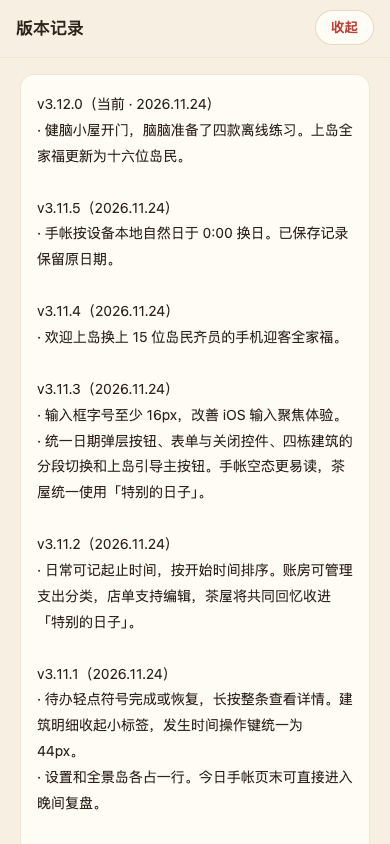 版本记录
收起
v3.12.0（当前 · 2026.11.24）
· 健脑小屋开门，脑脑准备了四款离线练习。上岛全
家福更新为十六位岛民。
v3.11.5（2026.11.24）
· 手帐按设备本地自然日于 0:00 换日。已保存记录
保留原日期。
v3.11.4（2026.11.24）
· 欢迎上岛换上 15 位岛民齐员的手机迎客全家福。
v3.11.3（2026.11.24）
· 输入框字号至少 16px，改善 iOS 输入聚焦体验。
· 统一日期弹层按钮、表单与关闭控件、四栋建筑的
分段切换和上岛引导主按钮。手帐空态更易读，茶
屋统一使用「特别的日子」。
v3.11.2（2026.11.24）
· 日常可记起止时间，按开始时间排序。账房可管理
支出分类，店单支持编辑，茶屋将共同回忆收进
「特别的日子」。
v3.11.1（2026.11.24）
· 待办轻点符号完成或恢复，长按整条查看详情。建
筑明细收起小标签，发生时间操作键统一为
44px。
· 设置和全景岛各占一行。今日手帐页末可直接进入
晚间复盘。